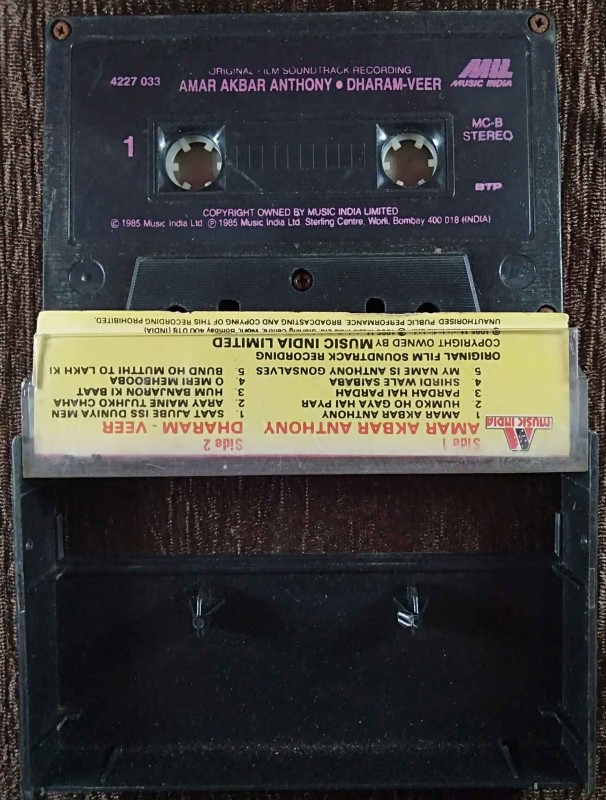 ORIGINAL FILM SOUNDTRACK RECORDING
4227 033
AMAR AKBAR ANTHONY • DHARAM-VEER
MIL
MUSIC INDIA
1
MC-B
STEREO
BTP
COPYRIGHT OWNED BY MUSIC INDIA LIMITED
© 1985 Music India Ltd ℗ 1985 Music India Ltd. Sterling Centre, Worli, Bombay 400 018 (INDIA)
MUSIC INDIA
Side 1
AMAR AKBAR ANTHONY
1 AMAR AKBAR ANTHONY
2 HUMKO HO GAYA HAI PYAR
3 PARDAH HAI PARDAH
4 SHIRDI WALE SAIBABA
5 MY NAME IS ANTHONY GONSALVES
Side 2
DHARAM - VEER
1. SAAT AJUBE ISS DUNIYA MEN
2. ARAY MAINE TUJHKO CHAHA
3. HUM BANJARON KI BAAT
4. O MERI MEHBOOBA
5. BUND HO MUTTHI TO LAKH KI
ORIGINAL FILM SOUNDTRACK RECORDING
COPYRIGHT OWNED BY MUSIC INDIA LIMITED
400 018 (INDIA)
UNAUTHORISED PUBLIC PERFORMANCE, BROADCASTING AND COPYING OF THIS RECORDING PROHIBITED.